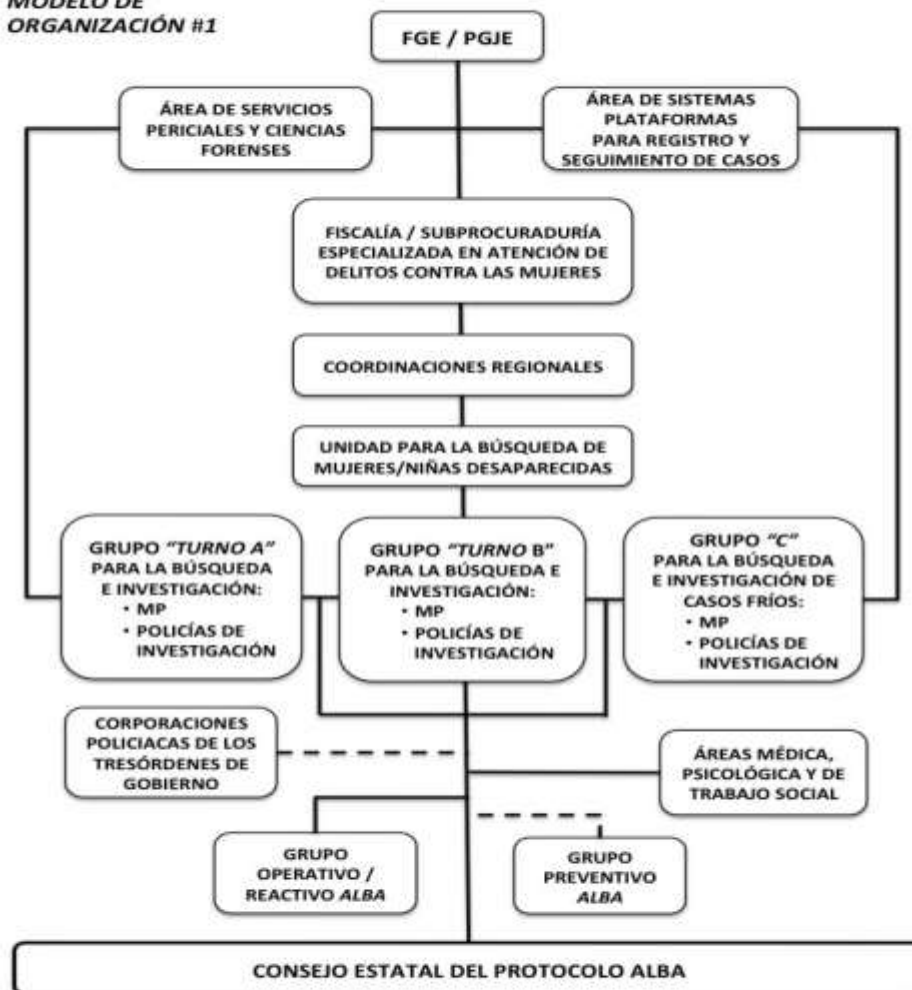 MODELO DE
ORGANIZACIÓN #1
FGE / PGJE
ÁREA DE SERVICIOS
PERICIALES Y CIENCIAS
FORENSES
ÁREA DE SISTEMAS
PLATAFORMAS
PARA REGISTRO Y
SEGUIMIENTO DE CASOS
FISCALÍA / SUBPROCURADURÍA
ESPECIALIZADA EN ATENCIÓN DE
DELITOS CONTRA LAS MUJERES
COORDINACIONES REGIONALES
UNIDAD PARA LA BÚSQUEDA DE
MUJERES/NIÑAS DESAPARECIDAS
GRUPO "TURNO A"
PARA LA BÚSQUEDA
E INVESTIGACIÓN:
• MP
• POLICÍAS DE
INVESTIGACIÓN
GRUPO "TURNO B"
PARA LA BÚSQUEDA E
INVESTIGACIÓN:
• MP
• POLICÍAS DE
INVESTIGACIÓN
GRUPO "C"
PARA LA BÚSQUEDA
E INVESTIGACIÓN DE
CASOS FRÍOS:
• MP
• POLICÍAS DE
INVESTIGACIÓN
CORPORACIONES
POLICIACAS DE LOS
TRESÓRDENES DE
GOBIERNO
ÁREAS MÉDICA,
PSICOLÓGICA Y DE
TRABAJO SOCIAL
GRUPO
OPERATIVO /
REACTIVO ALBA
GRUPO
PREVENTIVO
ALBA
CONSEJO ESTATAL DEL PROTOCOLO ALBA